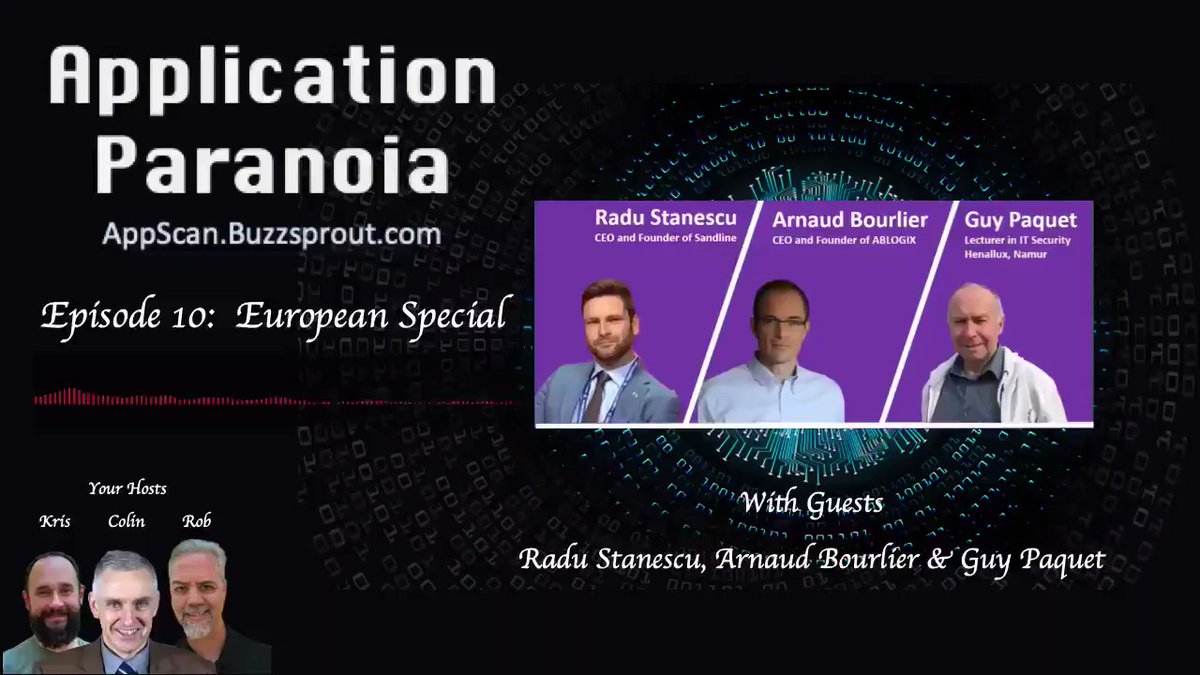 Application
Paranoia
AppScan.Buzzsprout.com
Episode 10: European Special
Radu Stanescu
CEO and Founder of Sandline
Arnaud Bourlier
CEO and Founder of ABLOGIX
Guy Paquet
Lecturer in IT Security
Henallux, Namur
Your Hosts
Kris Colin Rob
With Guests
Radu Stanescu, Arnaud Bourlier & Guy Paquet